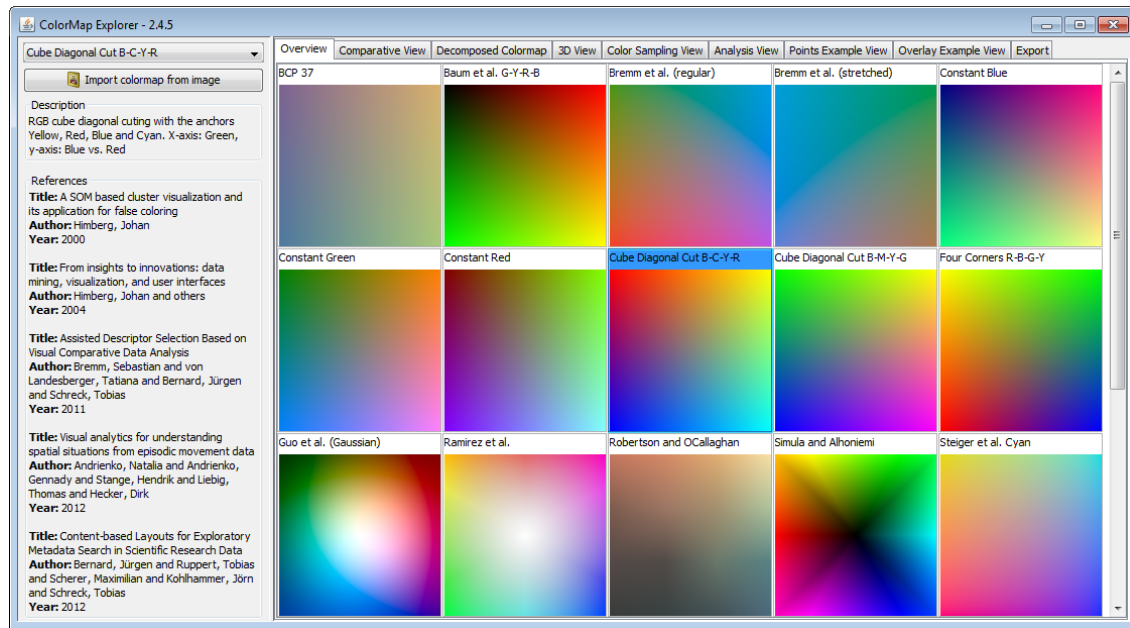 ColorMap Explorer - 2.4.5
Cube Diagonal Cut B-C-Y-R
Import colormap from image
Description
RGB cube diagonal cuting with the anchors
Yellow, Red, Blue and Cyan. X-axis: Green,
y-axis: Blue vs. Red
References
Title: A SOM based cluster visualization and
its application for false coloring
Author: Himberg, Johan
Year: 2000
Title: From insights to innovations: data
mining, visualization, and user interfaces
Author: Himberg, Johan and others
Year: 2004
Title: Assisted Descriptor Selection Based on
Visual Comparative Data Analysis
Author: Bremm, Sebastian and von
Landesberger, Tatiana and Bernard, Jürgen
and Schreck, Tobias
Year: 2011
Title: Visual analytics for understanding
spatial situations from episodic movement data
Author: Andrienko, Natalia and Andrienko,
Gennady and Stange, Hendrik and Liebig,
Thomas and Hecker, Dirk
Year: 2012
Title: Content-based Layouts for Exploratory
Metadata Search in Scientific Research Data
Author: Bernard, Jürgen and Ruppert, Tobias
and Scherer, Maximilian and Kohlhammer, Jörn
and Schreck, Tobias
Year: 2012
Overview Comparative View Decomposed Colormap 3D View Color Sampling View Analysis View Points Example View Overlay Example View Export
BCP 37 Baum et al. G-Y-R-B Bremm et al. (regular) Bremm et al. (stretched) Constant Blue
Constant Green Constant Red Cube Diagonal Cut B-C-Y-R Cube Diagonal Cut B-M-Y-G Four Corners R-B-G-Y
Guo et al. (Gaussian) Ramirez et al. Robertson and OCallaghan Simula and Alhoniemi Steiger et al. Cyan